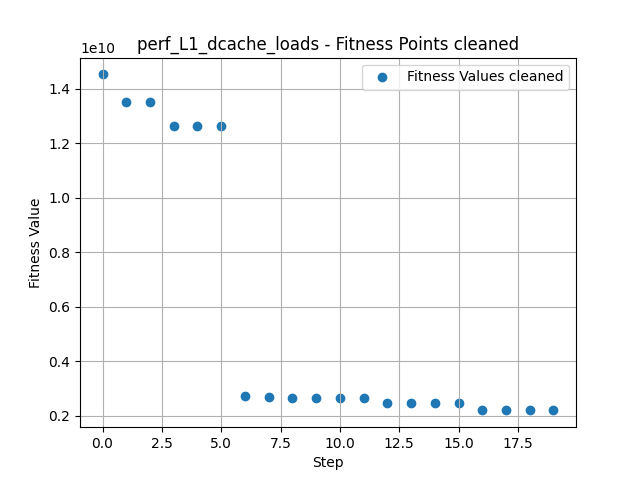 perf_L1_dcache_loads - Fitness Points cleaned
1e10
Fitness Values cleaned
1.4
1.2
1.0
0.8
0.6
0.4
0.2
Fitness Value
0.0 2.5 5.0 7.5 10.0 12.5 15.0 17.5
Step